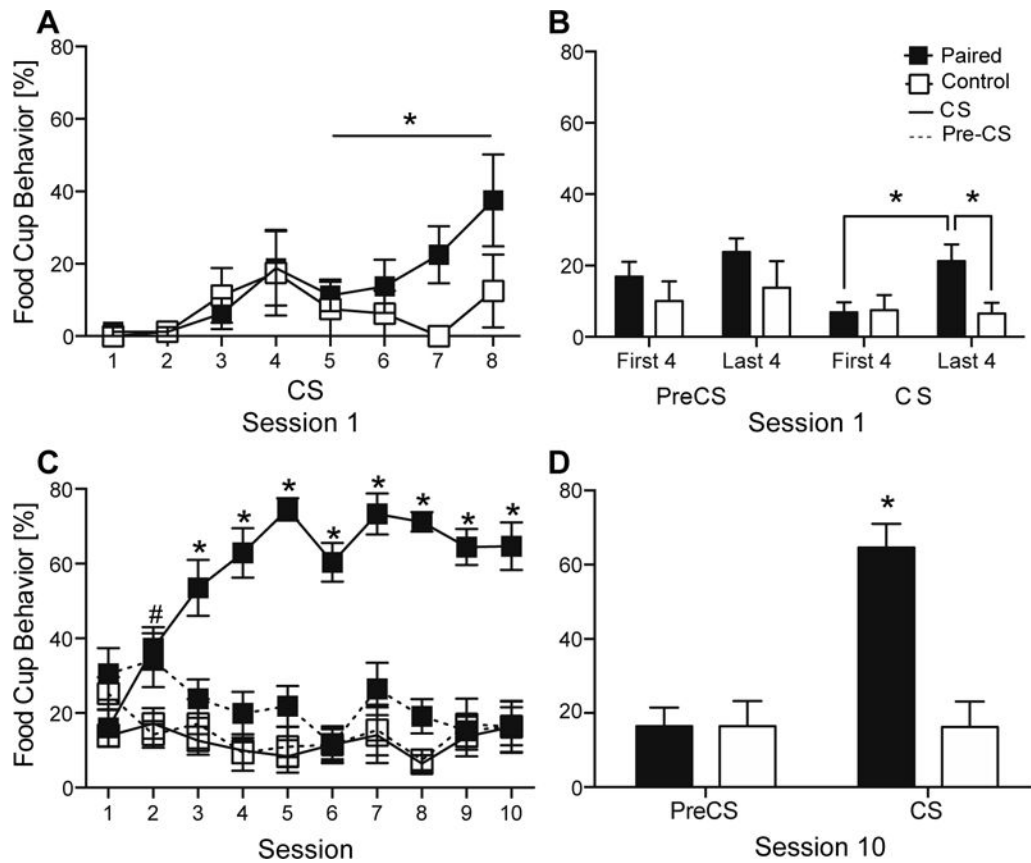 A
Food Cup Behavior [%]
80
60
40
20
0
*
1 2 3 4 5 6 7 8
CS
Session 1
B
80
60
40
20
0
Paired
Control
CS
Pre-CS
* *
First 4 Last 4 First 4 Last 4
PreCS C S
Session 1
C
Food Cup Behavior [%]
80
60
40
20
0
# * * * * * * * *
1 2 3 4 5 6 7 8 9 10
Session
D
80
60
40
20
0
*
PreCS CS
Session 10